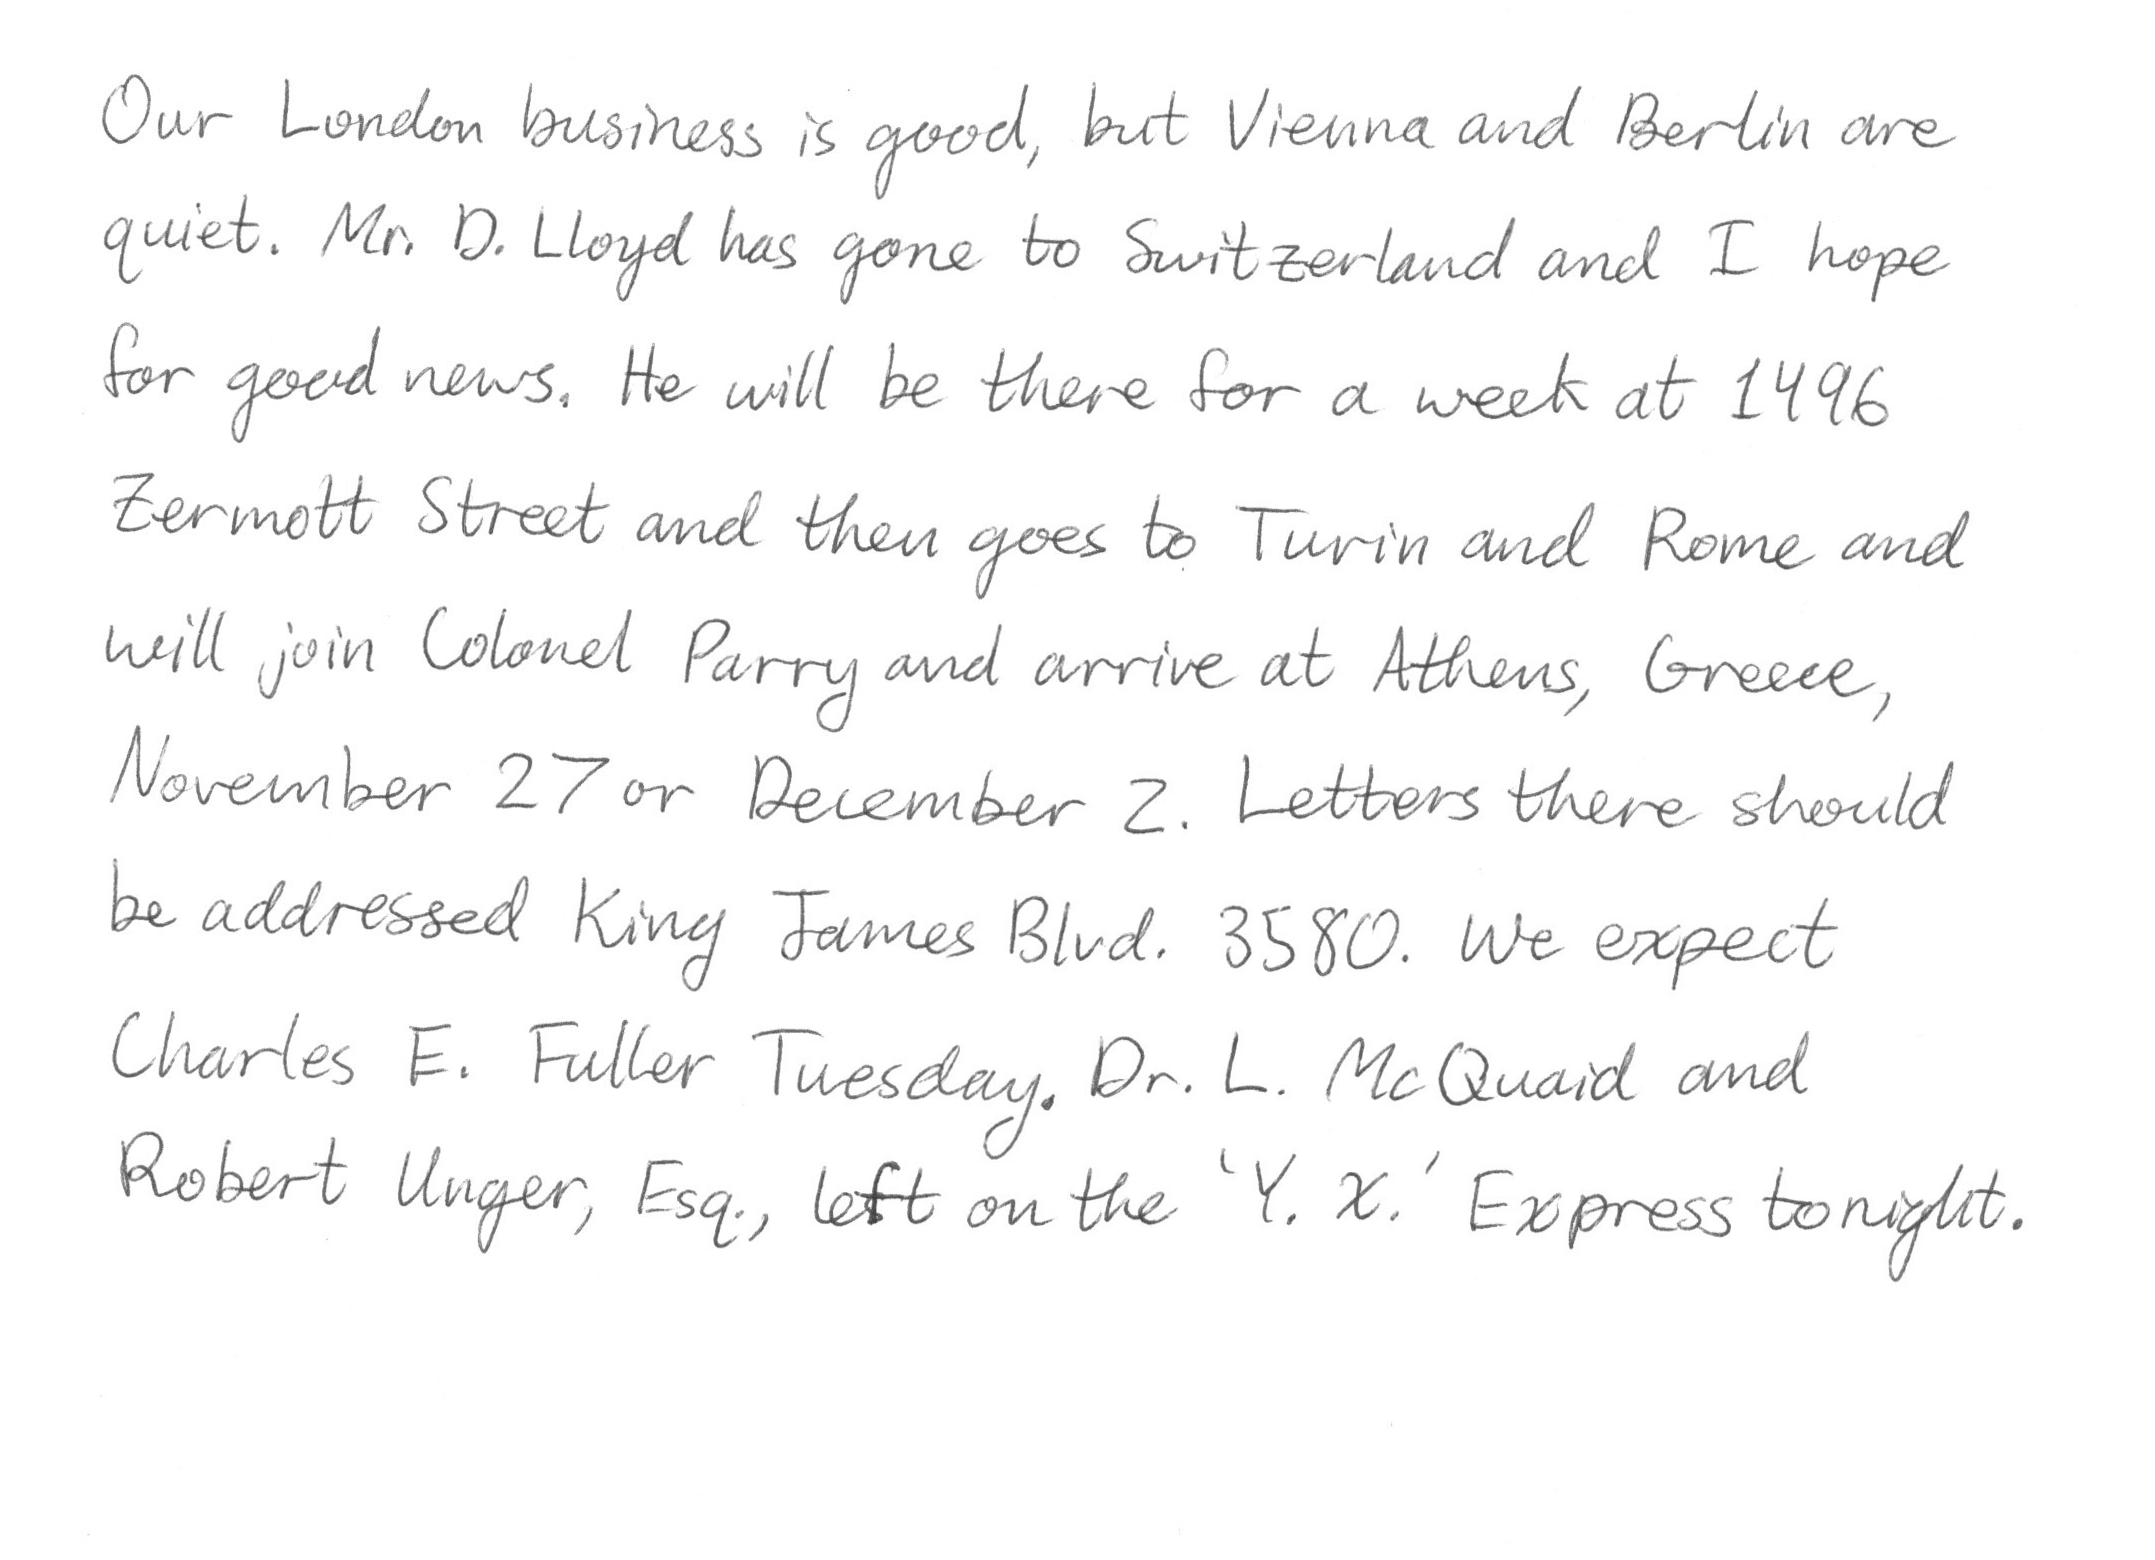 Our London business is good, but Vienna and Berlin are
quiet. Mr. D. Lloyd has gone to Switzerland and I hope
for good news. He will be there for a week at 1496
Zermott Street and then goes to Turin and Rome and
will join Colonel Parry and arrive at Athens, Greece,
November 27 or December 2. Letters there should
be addressed King James Blvd. 3580. We expect
Charles E. Fuller Tuesday. Dr. L. McQuaid and
Robert Unger, Esq., left on the 'Y. X.' Express tonight.